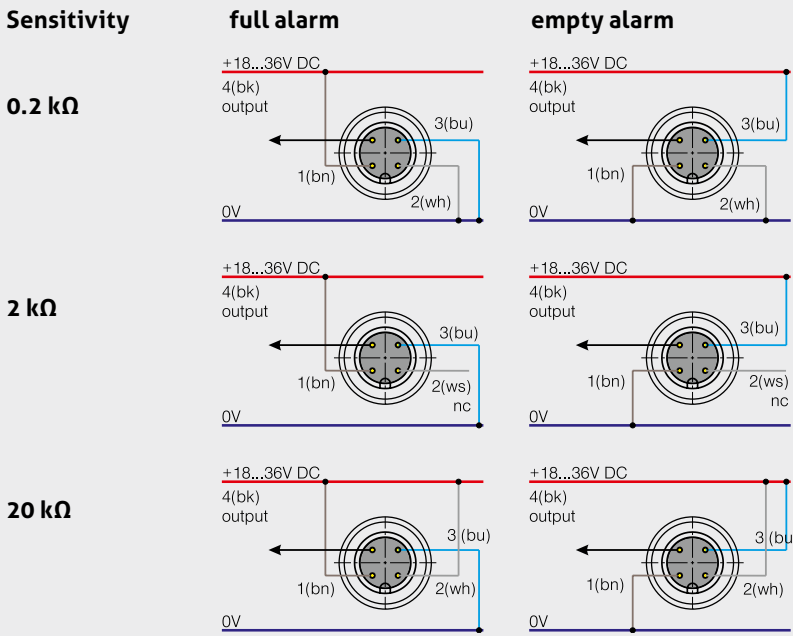 Sensitivity full alarm empty alarm
0.2 kΩ
+18...36V DC
4(bk)
output
3(bu)
1(bn)
2(wh)
0V
+18...36V DC
4(bk)
output
3(bu)
1(bn)
2(wh)
0V
2 kΩ
+18...36V DC
4(bk)
output
3(bu)
1(bn)
2(ws)
nc
0V
+18...36V DC
4(bk)
output
3(bu)
1(bn)
2(ws)
nc
0V
20 kΩ
+18...36V DC
4(bk)
output
3 (bu)
1(bn)
2(wh)
0V
+18...36V DC
4(bk)
output
3 (bu
1(bn)
2(wh)
0V